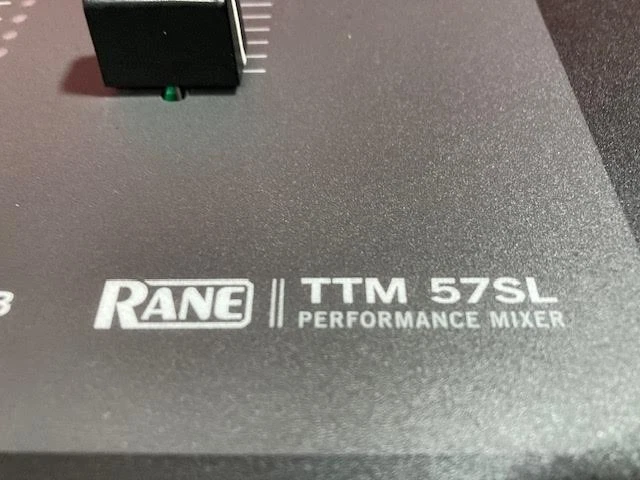 RANE
TTM 57SL
PERFORMANCE MIXER